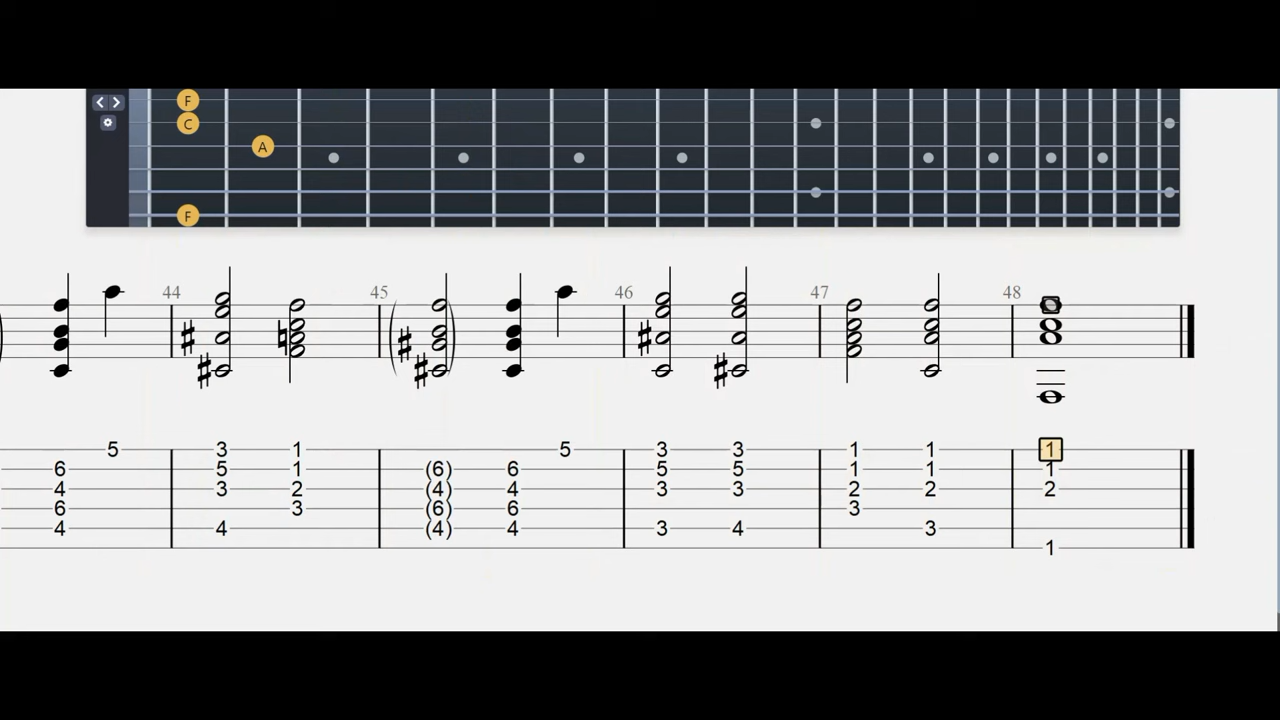 F
C
A
F
44 45 46 47 48
5 3 1 5 3 3 1 1 1
6 5 1 (6) 6 5 5 1 1 1
4 3 2 (4) 4 3 3 2 2 2
6 3 (6) 6 3
4 4 (4) 4 3 4 3
1